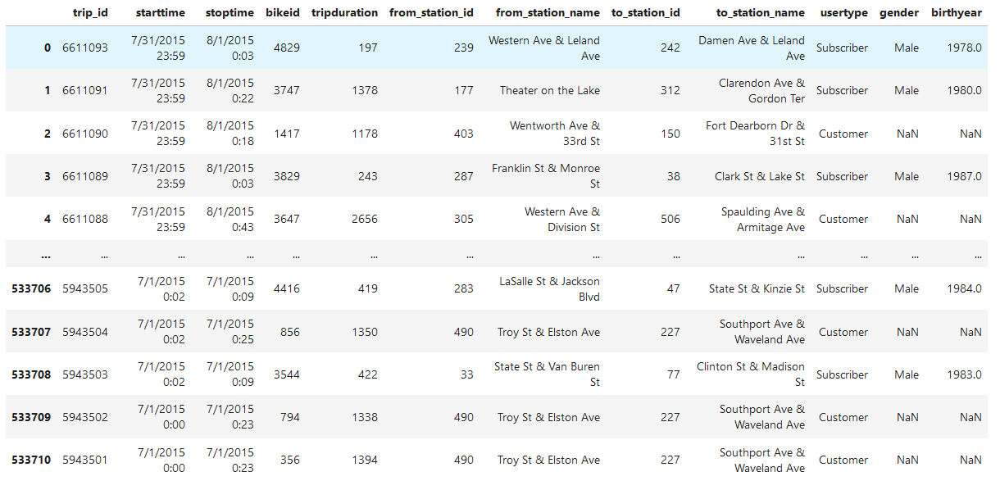 trip_id starttime stoptime bikeid tripduration from_station_id from_station_name to_station_id to_station_name usertype gender birthyear
0 6611093 7/31/2015 23:59 8/1/2015 0:03 4829 197 239 Western Ave & Leland Ave 242 Damen Ave & Leland Ave Subscriber Male 1978.0
1 6611091 7/31/2015 23:59 8/1/2015 0:22 3747 1378 177 Theater on the Lake 312 Clarendon Ave & Gordon Ter Subscriber Male 1980.0
2 6611090 7/31/2015 23:59 8/1/2015 0:18 1417 1178 403 Wentworth Ave & 33rd St 150 Fort Dearborn Dr & 31st St Customer NaN NaN
3 6611089 7/31/2015 23:59 8/1/2015 0:03 3829 243 287 Franklin St & Monroe St 38 Clark St & Lake St Subscriber Male 1987.0
4 6611088 7/31/2015 23:59 8/1/2015 0:43 3647 2656 305 Western Ave & Division St 506 Spaulding Ave & Armitage Ave Customer NaN NaN
... ... ... ... ... ... ... ... ... ... ... ... ...
533706 5943505 7/1/2015 0:02 7/1/2015 0:09 4416 419 283 LaSalle St & Jackson Blvd 47 State St & Kinzie St Subscriber Male 1984.0
533707 5943504 7/1/2015 0:02 7/1/2015 0:25 856 1350 490 Troy St & Elston Ave 227 Southport Ave & Waveland Ave Customer NaN NaN
533708 5943503 7/1/2015 0:02 7/1/2015 0:09 3544 422 33 State St & Van Buren St 77 Clinton St & Madison St Subscriber Male 1983.0
533709 5943502 7/1/2015 0:00 7/1/2015 0:23 794 1338 490 Troy St & Elston Ave 227 Southport Ave & Waveland Ave Customer NaN NaN
533710 5943501 7/1/2015 0:00 7/1/2015 0:23 356 1394 490 Troy St & Elston Ave 227 Southport Ave & Waveland Ave Customer NaN NaN